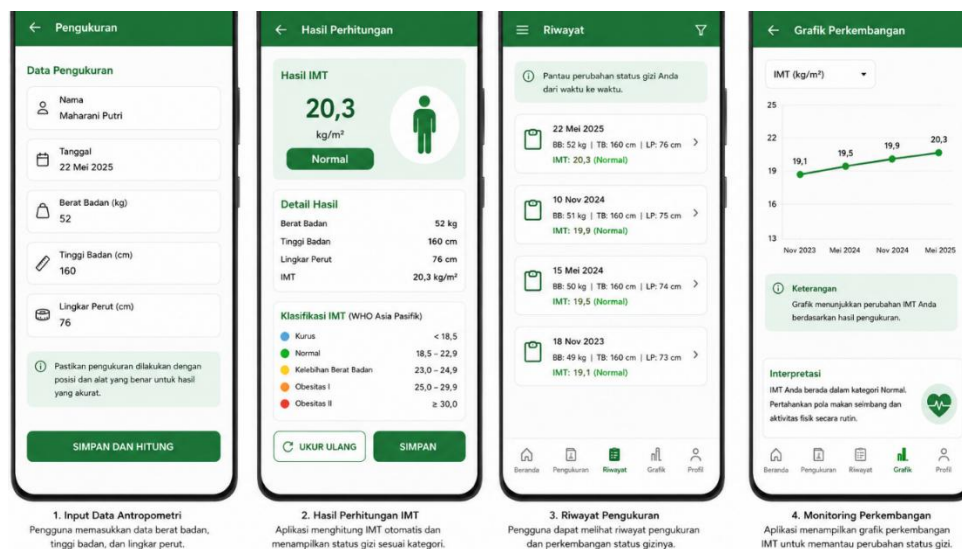 Pengukuran
Data Pengukuran
Nama
Maharani Putri
Tanggal
22 Mei 2025
Berat Badan (kg)
52
Tinggi Badan (cm)
160
Lingkar Perut (cm)
76
Pastikan pengukuran dilakukan dengan
posisi dan alat yang benar untuk hasil
yang akurat.
SIMPAN DAN HITUNG
1. Input Data Antropometri
Pengguna memasukkan data berat badan,
tinggi badan, dan lingkar perut.
Hasil Perhitungan
Hasil IMT
20,3
kg/m²
Normal
Detail Hasil
Berat Badan 52 kg
Tinggi Badan 160 cm
Lingkar Perut 76 cm
IMT 20,3 kg/m²
Klasifikasi IMT (WHO Asia Pasifik)
Kurus < 18,5
Normal 18,5 – 22,9
Kelebihan Berat Badan 23,0 – 24,9
Obesitas I 25,0 – 29,9
Obesitas II ≥ 30,0
UKUR ULANG
SIMPAN
2. Hasil Perhitungan IMT
Aplikasi menghitung IMT otomatis dan
menampilkan status gizi sesuai kategori.
Riwayat
Pantau perubahan status gizi Anda
dari waktu ke waktu.
22 Mei 2025
BB: 52 kg | TB: 160 cm | LP: 76 cm
IMT: 20,3 (Normal)
10 Nov 2024
BB: 51 kg | TB: 160 cm | LP: 75 cm
IMT: 19,9 (Normal)
15 Mei 2024
BB: 50 kg | TB: 160 cm | LP: 74 cm
IMT: 19,5 (Normal)
18 Nov 2023
BB: 49 kg | TB: 160 cm | LP: 73 cm
IMT: 19,1 (Normal)
Beranda Pengukuran Riwayat Grafik Profil
3. Riwayat Pengukuran
Pengguna dapat melihat riwayat pengukuran
dan perkembangan status gizinya.
Grafik Perkembangan
IMT (kg/m²)
25
22
19
16
13
19,1 19,5 19,9 20,3
Nov 2023 Mei 2024 Nov 2024 Mei 2025
Keterangan
Grafik menunjukkan perubahan IMT Anda
berdasarkan hasil pengukuran.
Interpretasi
IMT Anda berada dalam kategori Normal.
Pertahankan pola makan seimbang dan
aktivitas fisik secara rutin.
Beranda Pengukuran Riwayat Grafik Profil
4. Monitoring Perkembangan
Aplikasi menampilkan grafik perkembangan
IMT untuk memantau perubahan status gizi.